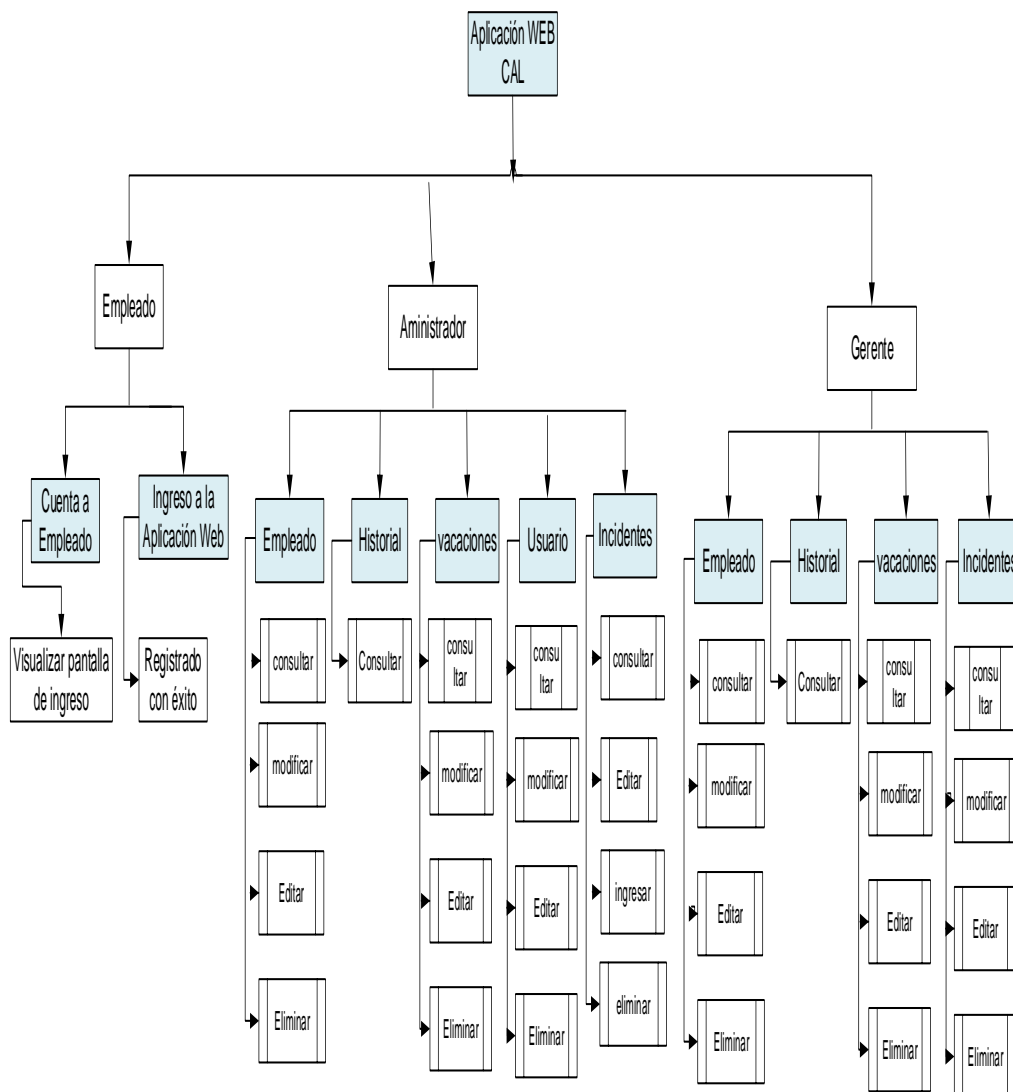 Aplicación WEB
CAL
Empleado
Aministrador
Gerente
Cuenta a
Empleado
Ingreso a la
Aplicación Web
Visualizar pantalla
de ingreso
Registrado
con éxito
Empleado
Historial
vacaciones
Usuario
Incidentes
consultar
modificar
Editar
Eliminar
Consultar
consu
ltar
modificar
Editar
Eliminar
consu
ltar
modificar
Editar
Eliminar
consultar
Editar
ingresar
eliminar
Empleado
Historial
vacaciones
Incidentes
consultar
modificar
Editar
Eliminar
Consultar
consu
ltar
modificar
Editar
Eliminar
consu
ltar
modificar
Editar
Eliminar